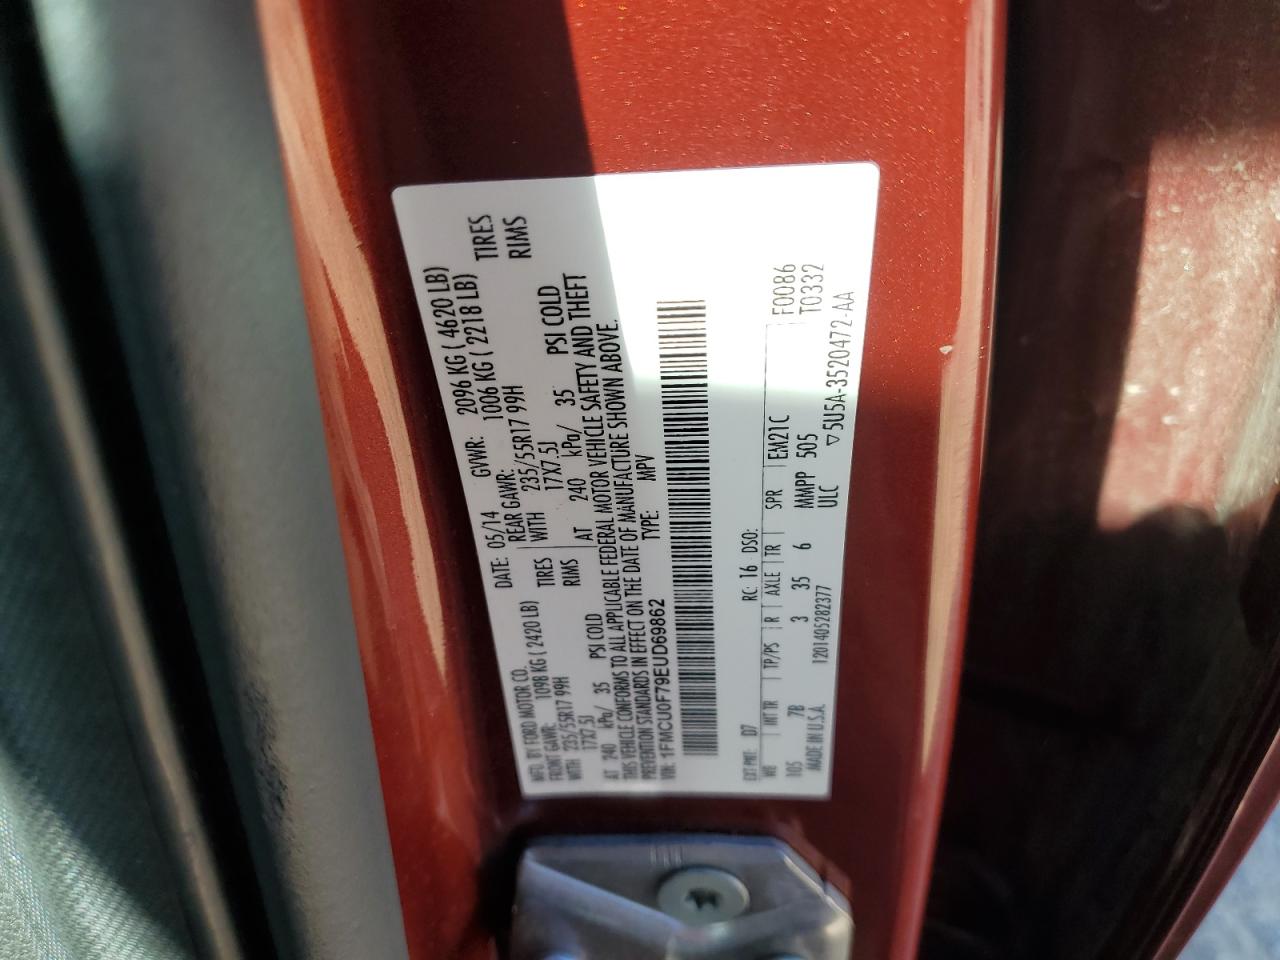 MFD. BY FORD MOTOR CO.
DATE: 05/14 GVWR: 2096 KG ( 4620 LB)
FRONT GAWR: 1098 KG ( 2420 LB) REAR GAWR: 1006 KG ( 2218 LB)
WITH 235/55R17 99H TIRES WITH 235/55R17 99H TIRES
17X7.5J RIMS 17X7.5J RIMS
AT 240 kPa/ 35 PSI COLD AT 240 kPa/ 35 PSI COLD
THIS VEHICLE CONFORMS TO ALL APPLICABLE FEDERAL MOTOR VEHICLE SAFETY AND THEFT
PREVENTION STANDARDS IN EFFECT ON THE DATE OF MANUFACTURE SHOWN ABOVE.
VIN: 1FMCU0F79EUD69862 TYPE: MPV
EXT PNT: D7 RC: 16 DSO: F0086
WB INT TR TP/PS R AXLE TR SPR EM21C T0332
105 7B 3 35 6 MMPP 505
MADE IN U.S.A. 1201405282377 ULC ▽5U5A-3520472-AA